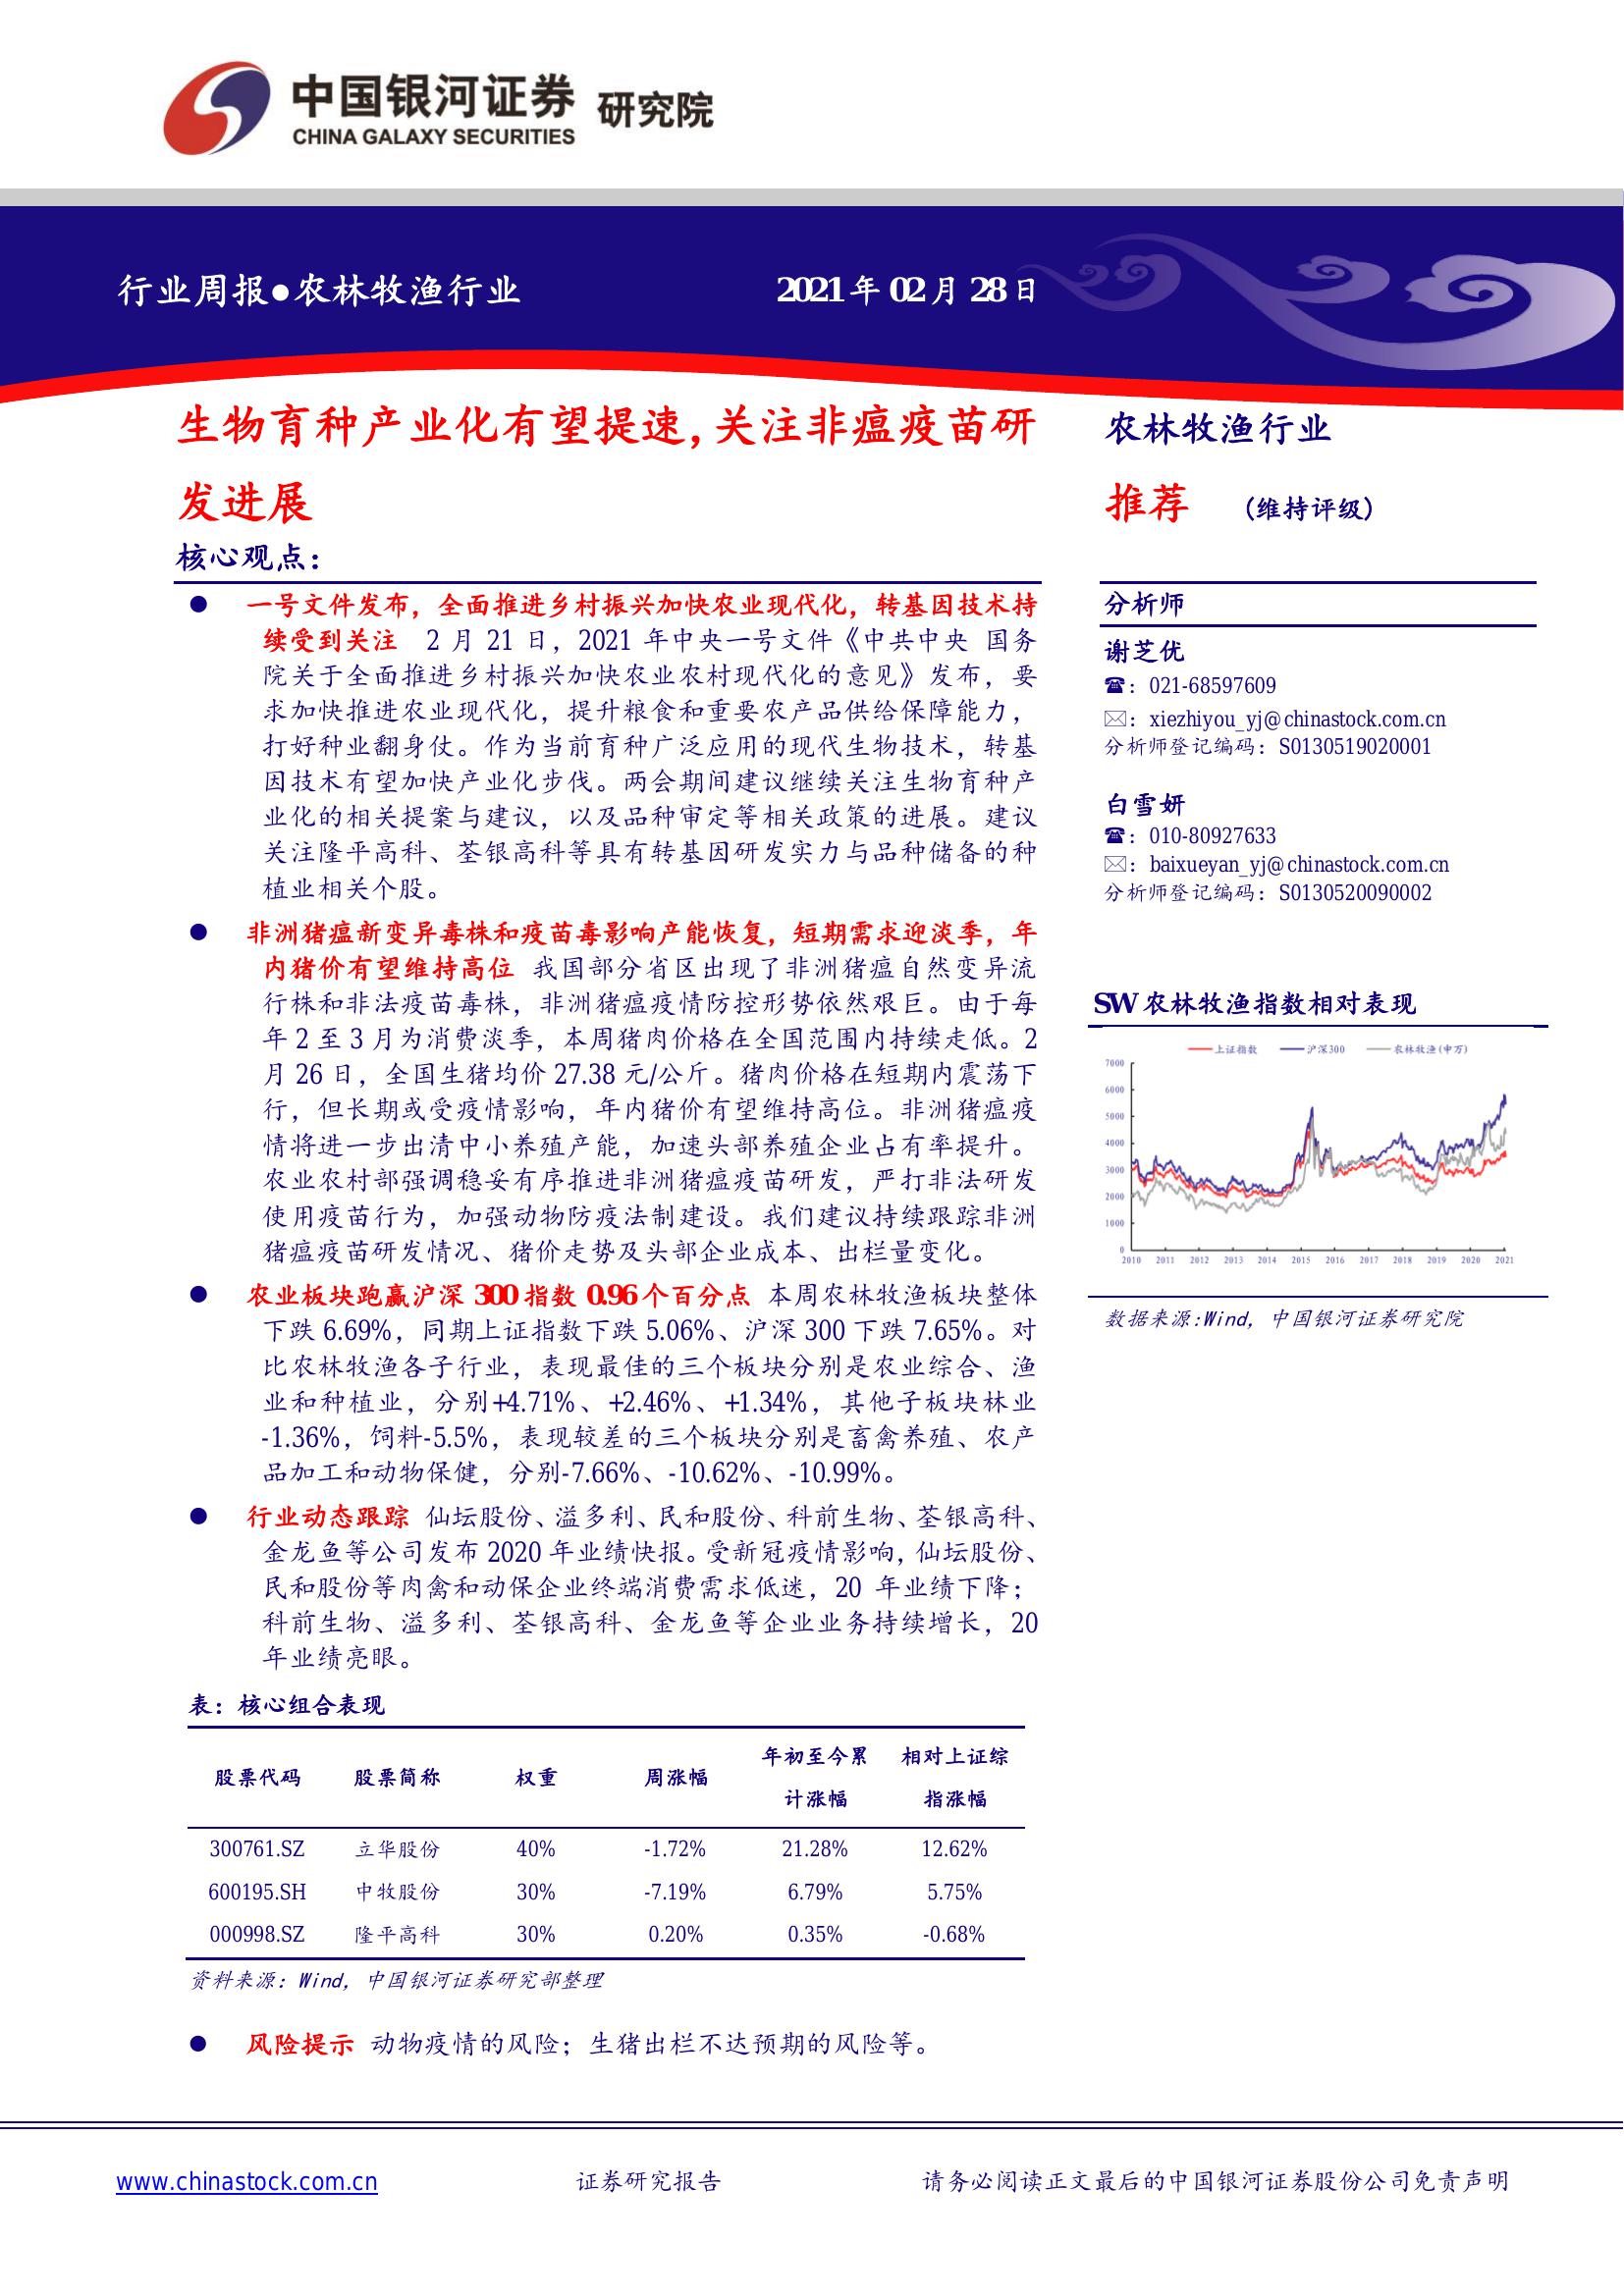 中国银河证券 研究院
CHINA GALAXY SECURITIES
行业周报●农林牧渔行业
2021年02月28日
生物育种产业化有望提速,关注非瘟疫苗研
发进展
核心观点：
● 一号文件发布，全面推进乡村振兴加快农业现代化，转基因技术持
续受到关注 2 月 21 日，2021 年中央一号文件《中共中央 国务
院关于全面推进乡村振兴加快农业农村现代化的意见》发布，要
求加快推进农业现代化，提升粮食和重要农产品供给保障能力，
打好种业翻身仗。作为当前育种广泛应用的现代生物技术，转基
因技术有望加快产业化步伐。两会期间建议继续关注生物育种产
业化的相关提案与建议，以及品种审定等相关政策的进展。建议
关注隆平高科、荃银高科等具有转基因研发实力与品种储备的种
植业相关个股。
● 非洲猪瘟新变异毒株和疫苗毒影响产能恢复，短期需求迎淡季，年
内猪价有望维持高位 我国部分省区出现了非洲猪瘟自然变异流
行株和非法疫苗毒株，非洲猪瘟疫情防控形势依然艰巨。由于每
年 2 至 3 月为消费淡季，本周猪肉价格在全国范围内持续走低。2
月 26 日，全国生猪均价 27.38 元/公斤。猪肉价格在短期内震荡下
行，但长期或受疫情影响，年内猪价有望维持高位。非洲猪瘟疫
情将进一步出清中小养殖产能，加速头部养殖企业占有率提升。
农业农村部强调稳妥有序推进非洲猪瘟疫苗研发，严打非法研发
使用疫苗行为，加强动物防疫法制建设。我们建议持续跟踪非洲
猪瘟疫苗研发情况、猪价走势及头部企业成本、出栏量变化。
● 农业板块跑赢沪深 300 指数 0.96 个百分点 本周农林牧渔板块整体
下跌 6.69%，同期上证指数下跌 5.06%、沪深 300 下跌 7.65%。对
比农林牧渔各子行业，表现最佳的三个板块分别是农业综合、渔
业和种植业，分别+4.71%、+2.46%、+1.34%，其他子板块林业
-1.36%，饲料-5.5%，表现较差的三个板块分别是畜禽养殖、农产
品加工和动物保健，分别-7.66%、-10.62%、-10.99%。
● 行业动态跟踪 仙坛股份、溢多利、民和股份、科前生物、荃银高科、
金龙鱼等公司发布 2020 年业绩快报。受新冠疫情影响，仙坛股份、
民和股份等肉禽和动保企业终端消费需求低迷，20 年业绩下降；
科前生物、溢多利、荃银高科、金龙鱼等企业业务持续增长，20
年业绩亮眼。
表：核心组合表现
股票代码 股票简称 权重 周涨幅 年初至今累计涨幅 相对上证综指涨幅
300761.SZ 立华股份 40% -1.72% 21.28% 12.62%
600195.SH 中牧股份 30% -7.19% 6.79% 5.75%
000998.SZ 隆平高科 30% 0.20% 0.35% -0.68%
资料来源：Wind，中国银河证券研究部整理
● 风险提示 动物疫情的风险；生猪出栏不达预期的风险等。
农林牧渔行业
推荐 （维持评级）
分析师
谢芝优
☎：021-68597609
✉：xiezhiyou_yj@chinastock.com.cn
分析师登记编码：S0130519020001
白雪妍
☎：010-80927633
✉：baixueyan_yj@chinastock.com.cn
分析师登记编码：S0130520090002
SW 农林牧渔指数相对表现
上证指数 沪深300 农林牧渔(申万)
7000
6000
5000
4000
3000
2000
1000
0
2010 2011 2012 2013 2014 2015 2016 2017 2018 2019 2020 2021
数据来源:Wind，中国银河证券研究院
www.chinastock.com.cn 证券研究报告 请务必阅读正文最后的中国银河证券股份公司免责声明